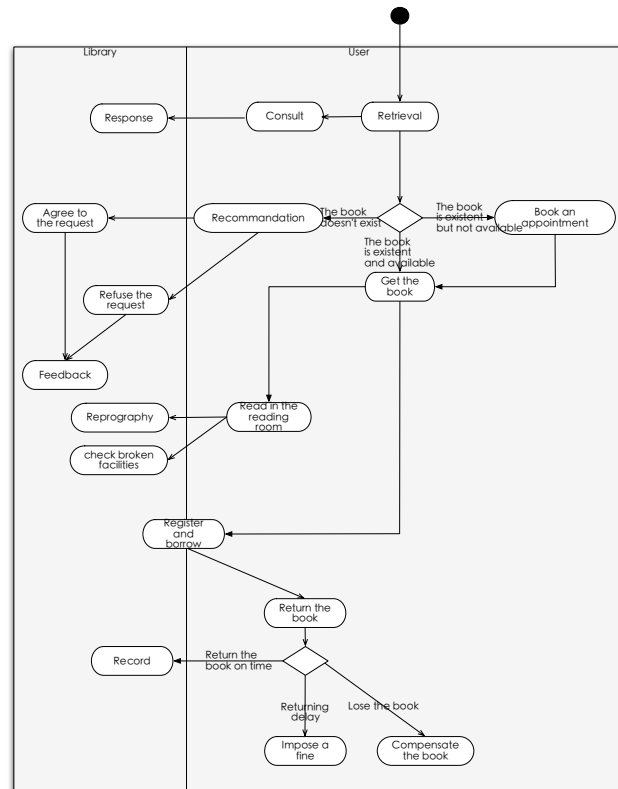 Library
User
Response
Consult
Retrieval
Agree to
the request
Recommandation
The book
doesn't exist
The book
is existent
but not available
Book an
appointment
The book
is existent
and available
Refuse the
request
Get the
book
Feedback
Reprography
Read in the
reading
room
check broken
facilities
Register
and
borrow
Return the
book
Record
Return the
book on time
Returning
delay
Lose the book
Impose a
fine
Compensate
the book